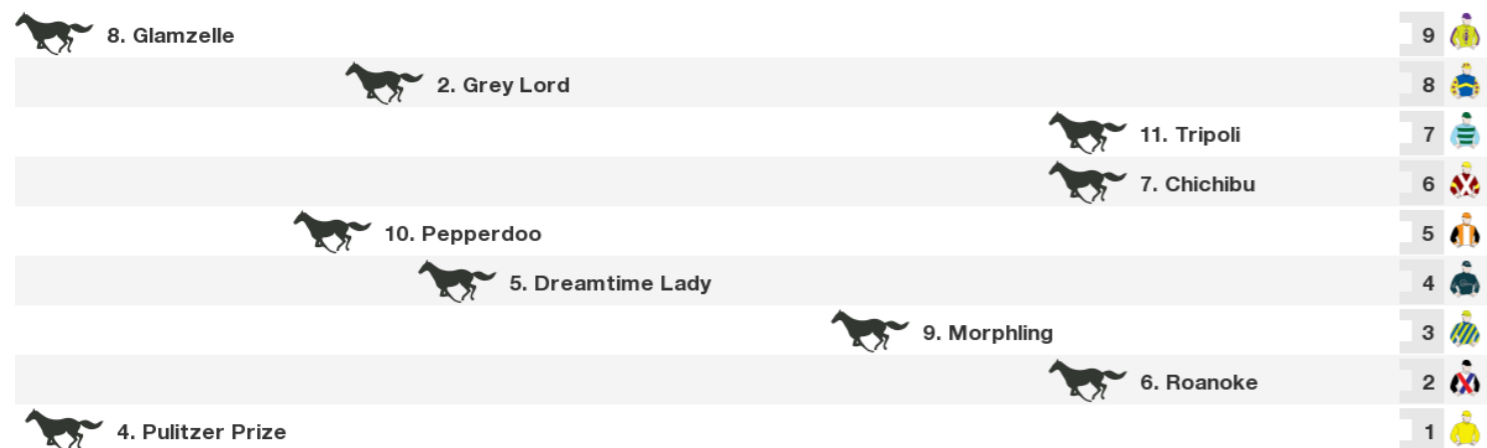 8. Glamzelle 9
2. Grey Lord 8
11. Tripoli 7
7. Chichibu 6
10. Pepperdoo 5
5. Dreamtime Lady 4
9. Morphling 3
6. Roanoke 2
4. Pulitzer Prize 1